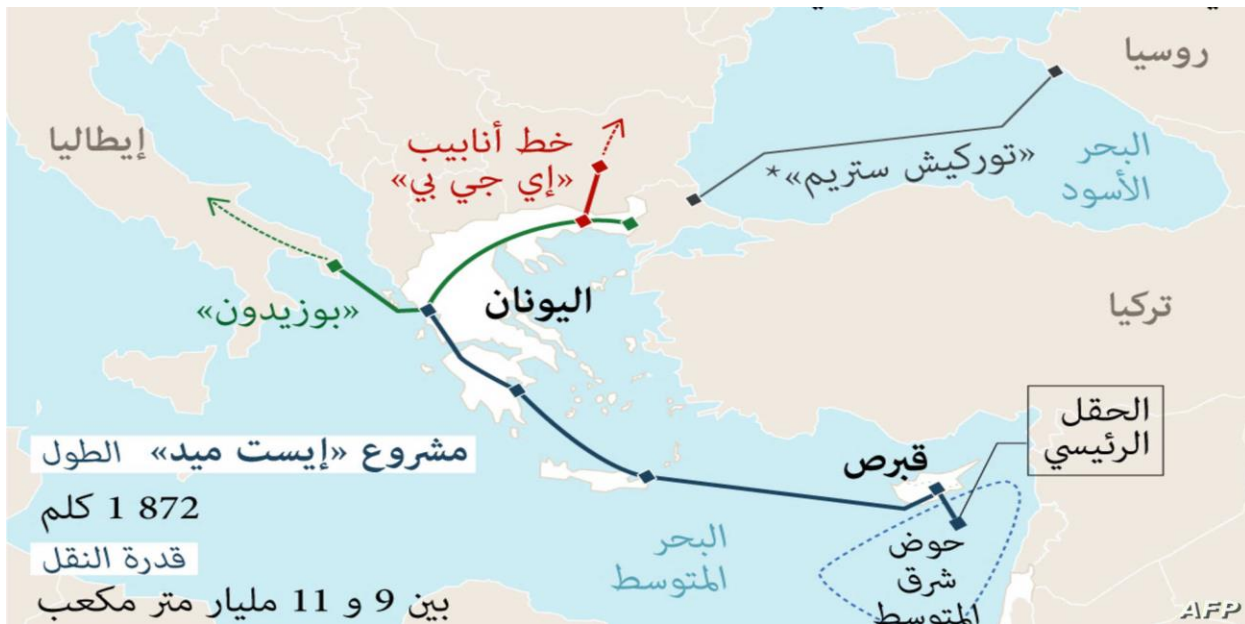 روسيا
إيطاليا
خط أنابيب
«إي جي بي»
البحر
الأسود
«توركيش ستريم»*
اليونان
تركيا
«بوزيدون»
الحقل
الرئيسي
مشروع «إيست ميد» الطول
1 872 كلم
قدرة النقل
بين 9 و 11 مليار متر مكعب
قبرص
البحر
المتوسط
حوض
شرق
المتوسط
AFP